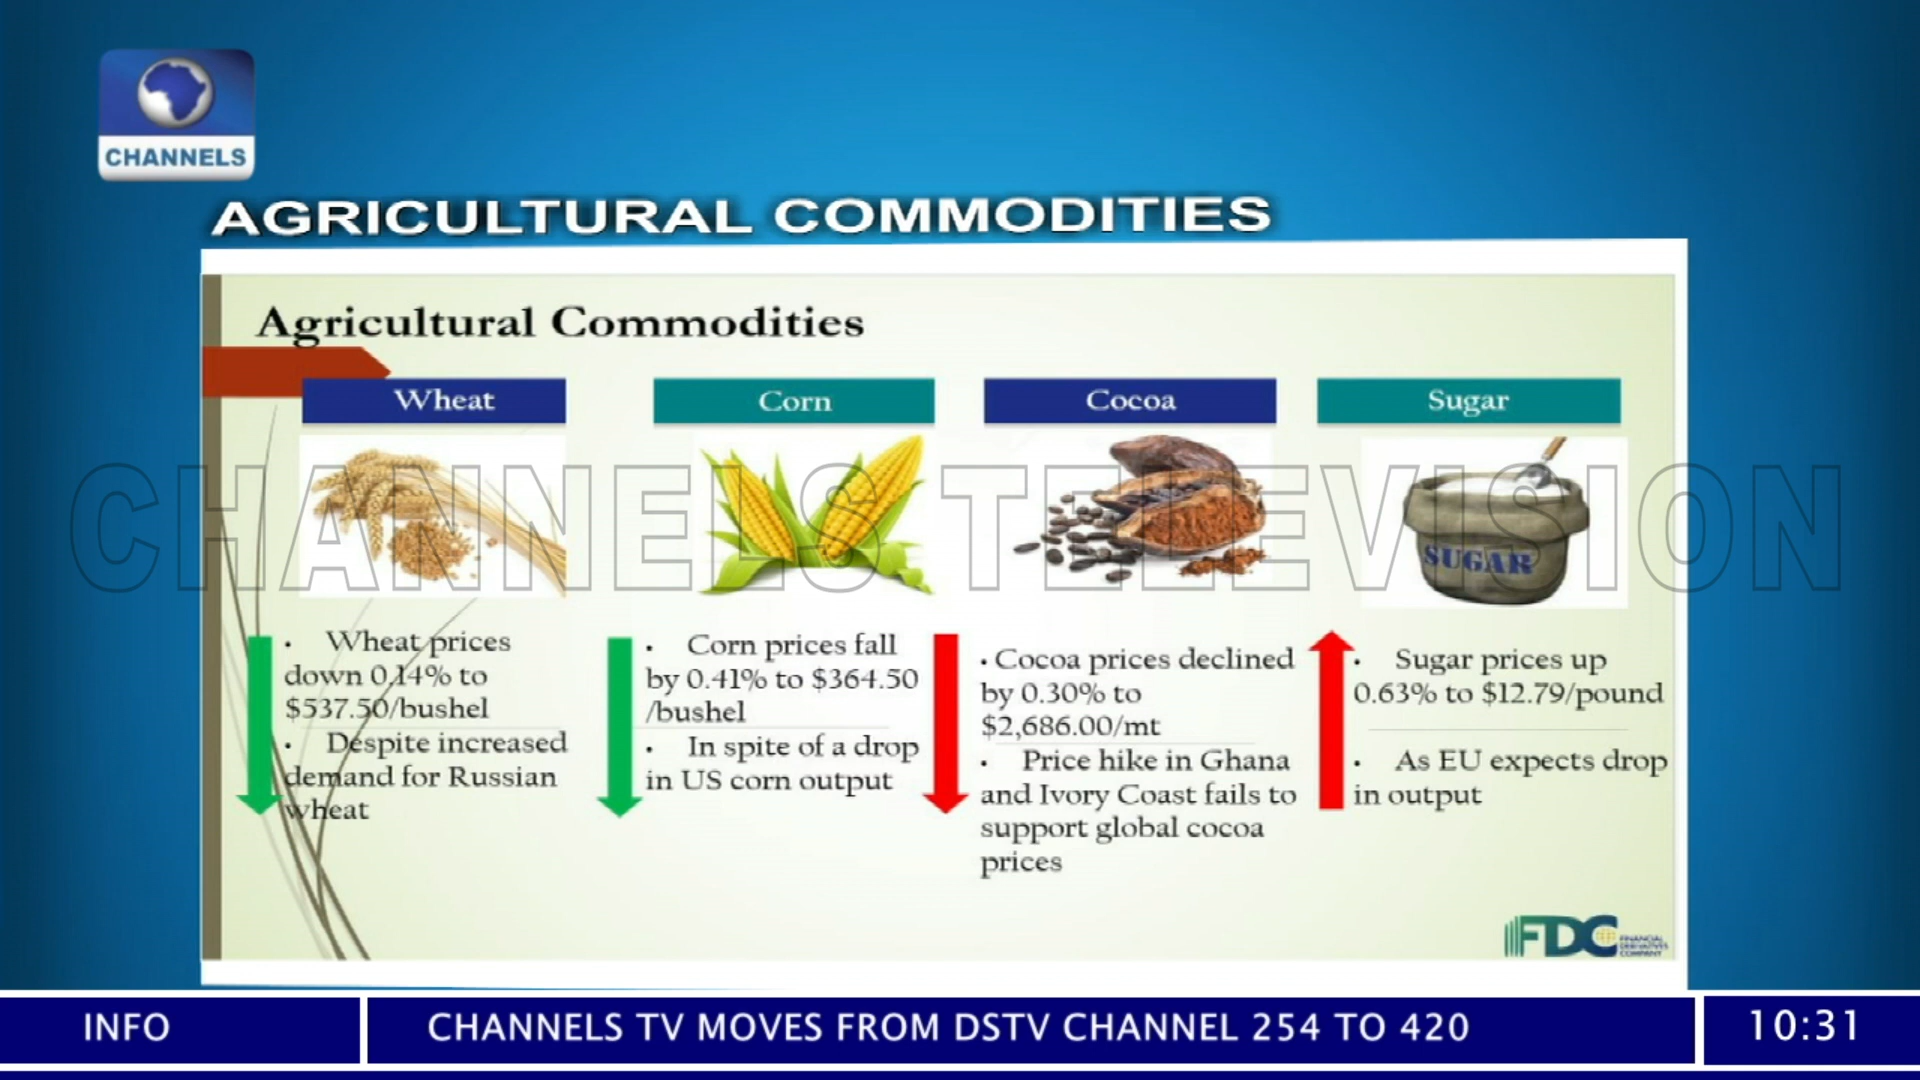 CHANNELS
AGRICULTURAL COMMODITIES
Agricultural Commodities
Wheat
Corn
Cocoa
Sugar
CHANNELS TELEVISION
SUGAR
• Wheat prices
down 0.14% to
$537.50/bushel
• Despite increased
demand for Russian
wheat
• Corn prices fall
by 0.41% to $364.50
/bushel
• In spite of a drop
in US corn output
• Cocoa prices declined
by 0.30% to
$2,686.00/mt
• Price hike in Ghana
and Ivory Coast fails to
support global cocoa
prices
• Sugar prices up
0.63% to $12.79/pound
• As EU expects drop
in output
FDC
FINANCIAL
DERIVATIVES
COMPANY
INFO
CHANNELS TV MOVES FROM DSTV CHANNEL 254 TO 420
10:31